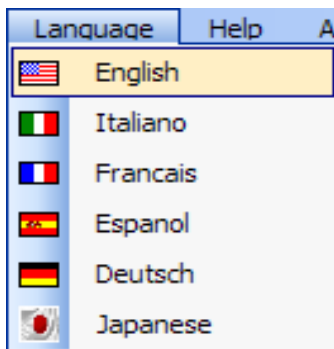 Language Help A
English
Italiano
Francais
Espanol
Deutsch
Japanese